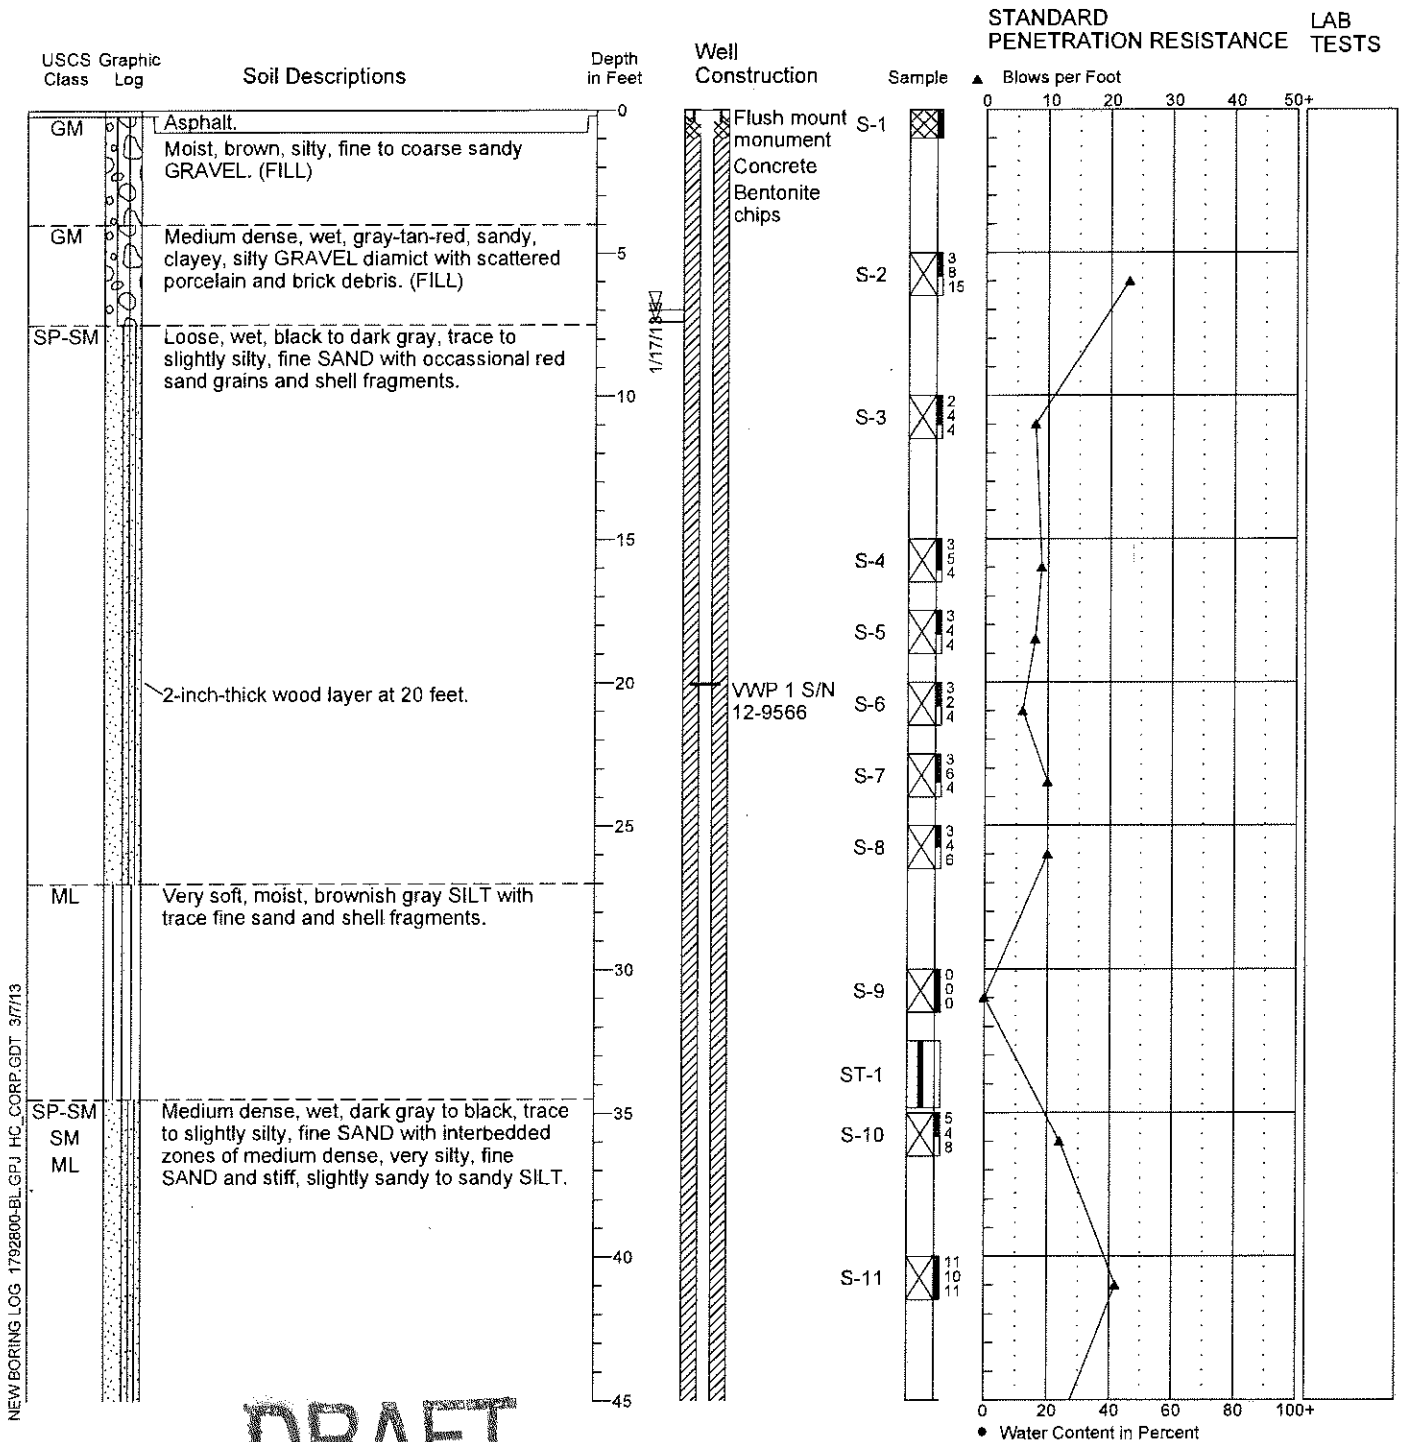 STANDARD
PENETRATION RESISTANCE
LAB
TESTS
USCS Class
Graphic Log
Soil Descriptions
Depth in Feet
Well
Construction
Sample
▲ Blows per Foot
0 10 20 30 40 50+
GM
Asphalt.
Moist, brown, silty, fine to coarse sandy
GRAVEL. (FILL)
GM
Medium dense, wet, gray-tan-red, sandy,
clayey, silty GRAVEL diamict with scattered
porcelain and brick debris. (FILL)
SP-SM
Loose, wet, black to dark gray, trace to
slightly silty, fine SAND with occassional red
sand grains and shell fragments.
2-inch-thick wood layer at 20 feet.
ML
Very soft, moist, brownish gray SILT with
trace fine sand and shell fragments.
SP-SM
SM
ML
Medium dense, wet, dark gray to black, trace
to slightly silty, fine SAND with interbedded
zones of medium dense, very silty, fine
SAND and stiff, slightly sandy to sandy SILT.
0
5
10
15
20
25
30
35
40
45
1/17/13
Flush mount
monument
Concrete
Bentonite
chips
VWP 1 S/N
12-9566
S-1
S-2
3
8
15
S-3
2
4
4
S-4
3
5
4
S-5
3
4
4
S-6
3
2
4
S-7
3
6
4
S-8
3
4
6
S-9
0
0
0
ST-1
S-10
5
4
8
S-11
11
10
11
0 20 40 60 80 100+
● Water Content in Percent
NEW BORING LOG 1792800-BL.GPJ HC_CORP.GDT 3/7/13
DRAFT